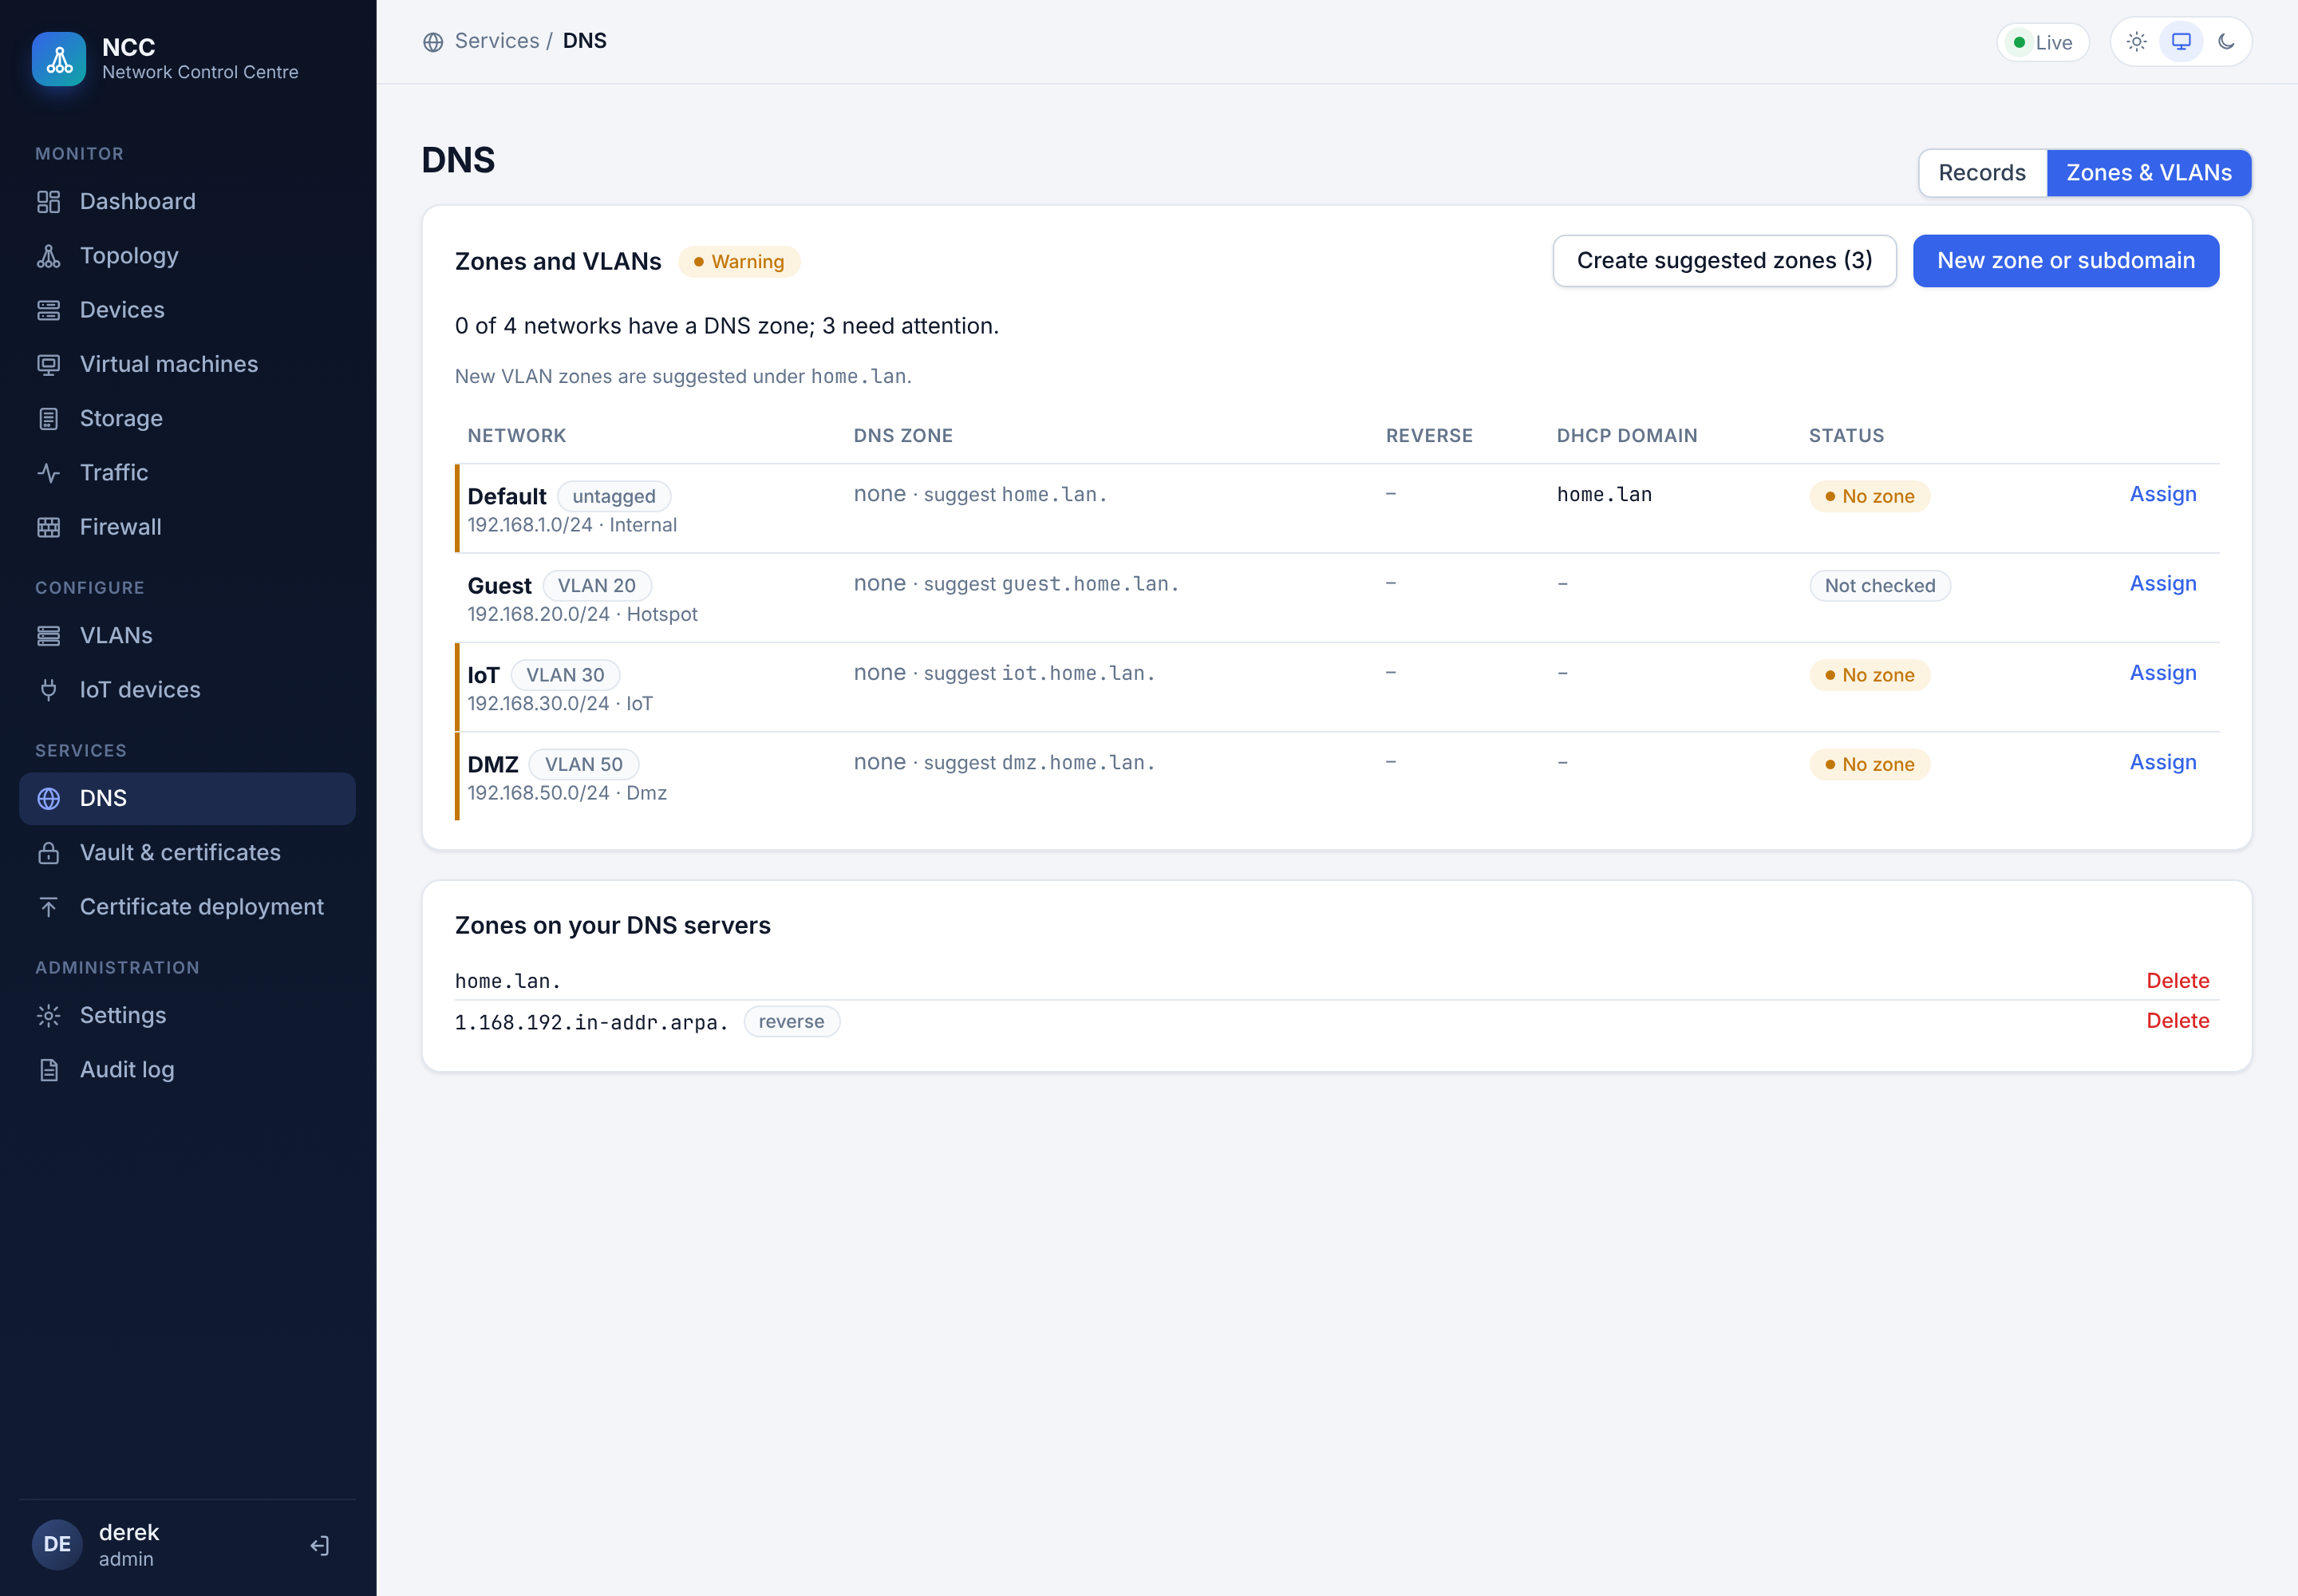 NCC
Network Control Centre
MONITOR
Dashboard
Topology
Devices
Virtual machines
Storage
Traffic
Firewall
CONFIGURE
VLANs
IoT devices
SERVICES
DNS
Vault & certificates
Certificate deployment
ADMINISTRATION
Settings
Audit log
DE
derek
admin
Services / DNS
Live
DNS
Records
Zones & VLANs
Zones and VLANs Warning
Create suggested zones (3)
New zone or subdomain
0 of 4 networks have a DNS zone; 3 need attention.
New VLAN zones are suggested under home.lan.
NETWORK DNS ZONE REVERSE DHCP DOMAIN STATUS
Default untagged none · suggest home.lan. – home.lan No zone Assign
192.168.1.0/24 · Internal
Guest VLAN 20 none · suggest guest.home.lan. – – Not checked Assign
192.168.20.0/24 · Hotspot
IoT VLAN 30 none · suggest iot.home.lan. – – No zone Assign
192.168.30.0/24 · IoT
DMZ VLAN 50 none · suggest dmz.home.lan. – – No zone Assign
192.168.50.0/24 · Dmz
Zones on your DNS servers
home.lan. Delete
1.168.192.in-addr.arpa. reverse Delete